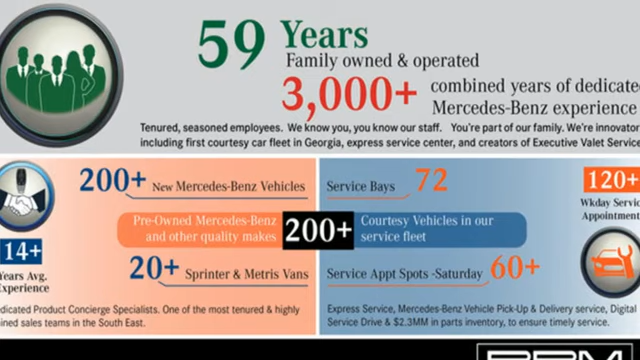 59 Years
Family owned & operated
3,000+ combined years of dedicated
Mercedes-Benz experience
Tenured, seasoned employees. We know you, you know our staff. You're part of our family. We're innovator
including first courtesy car fleet in Georgia, express service center, and creators of Executive Valet Service
200+ New Mercedes-Benz Vehicles
Pre-Owned Mercedes-Benz
and other quality makes
200+
20+ Sprinter & Metris Vans
14+
Years Avg.
Experience
dicated Product Concierge Specialists. One of the most tenured & highly
ined sales teams in the South East.
Service Bays 72
Courtesy Vehicles in our
service fleet
Service Appt Spots -Saturday 60+
120+
Wkday Servic
Appointment
Express Service, Mercedes-Benz Vehicle Pick-Up & Delivery service, Digital
Service Drive & $2.3MM in parts inventory, to ensure timely service.